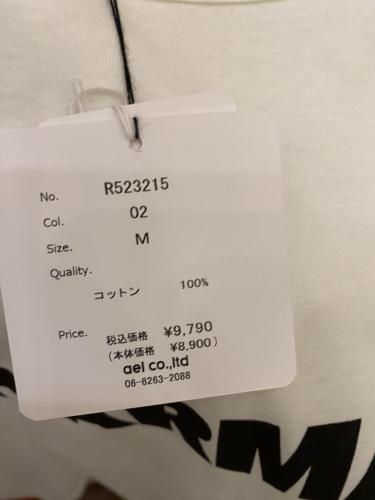 No. R523215
Col. 02
Size. M
Quality.
コットン 100%
Price. 税込価格 ¥9,790
(本体価格 ¥8,900)
ael co.,ltd
06-6263-2088